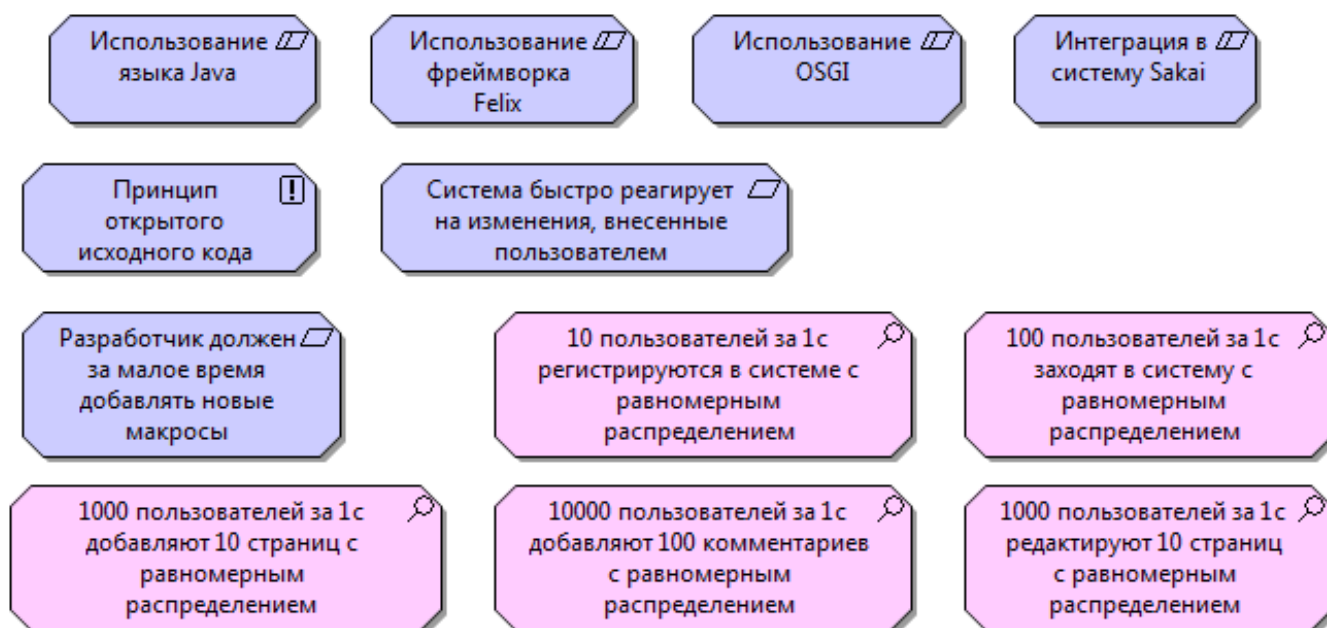 Использование
языка Java
Использование
фреймворка
Felix
Использование
OSGI
Интеграция в
систему Sakai
Принцип
открытого
исходного кода
Система быстро реагирует
на изменения, внесенные
пользователем
Разработчик должен
за малое время
добавлять новые
макросы
10 пользователей за 1с
регистрируются в системе с
равномерным
распределением
100 пользователей за 1с
заходят в систему с
равномерным
распределением
1000 пользователей за 1с
добавляют 10 страниц с
равномерным
распределением
10000 пользователей за 1с
добавляют 100 комментариев
с равномерным
распределением
1000 пользователей за 1с
редактируют 10 страниц
с равномерным
распределением